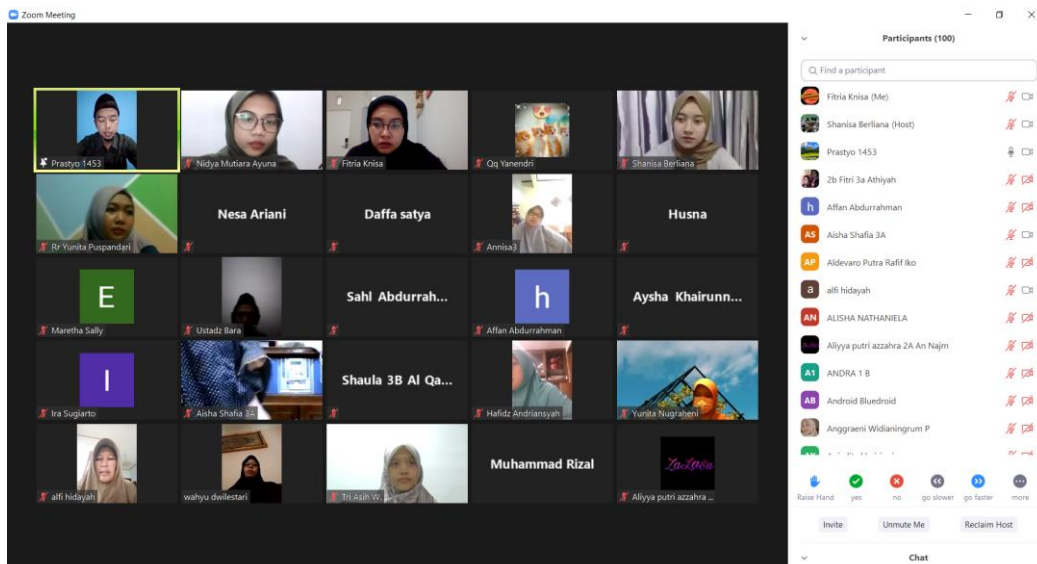 Zoom Meeting
Participants (100)
Find a participant
Prastyo 1453
Nidya Mutiara Ayuna
Fitria Knisa
Qq Yanendri
Shanisa Berliana
Rr Yunita Puspandari
Nesa Ariani
Daffa satya
Annisa3
Husna
E
Maretha Sally
Ustadz Bara
Sahl Abdurrah...
h
Affan Abdurrahman
Aysha Khairunn...
I
Ira Sugiarto
Aisha Shafia 3A
Shaula 3B Al Qa...
Hafidz Andriansyah
Yunita Nugraheni
alfi hidayah
wahyu dwilestari
Tri Asih W.
Muhammad Rizal
ZaLaSa
Aliyya putri azzahra ...
Fitria Knisa (Me)
Shanisa Berliana (Host)
Prastyo 1453
2b Fitri 3a Athiyah
h Affan Abdurrahman
AS Aisha Shafia 3A
AP Aldevaro Putra Rafif Iko
a alfi hidayah
AN ALISHA NATHANIELA
Aliyya putri azzahra 2A An Najm
A1 ANDRA 1 B
AB Android Bluedroid
Anggraeni Widianingrum P
Raise Hand yes no go slower go faster more
Invite Unmute Me Reclaim Host
Chat